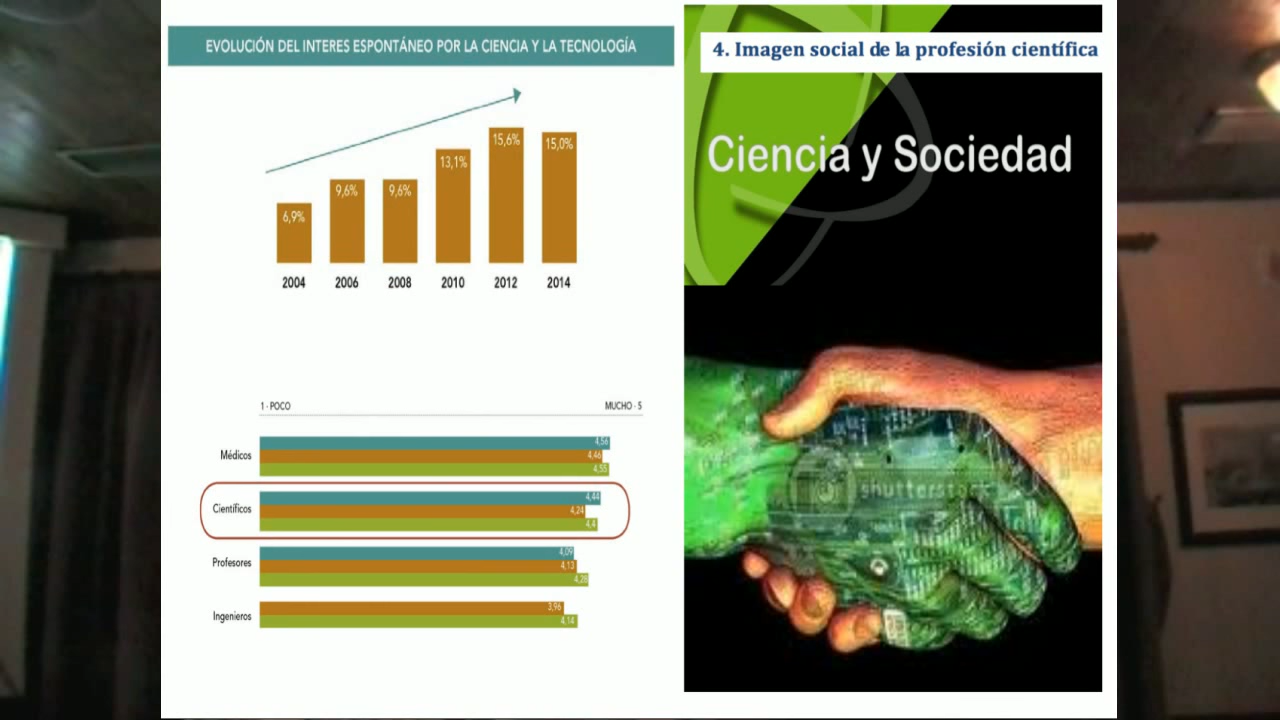 EVOLUCIÓN DEL INTERES ESPONTÁNEO POR LA CIENCIA Y LA TECNOLOGÍA
6,9%
9,6%
9,6%
13,1%
15,6%
15,0%
2004 2006 2008 2010 2012 2014
1 - POCO MUCHO - 5
Médicos
4,56
4,46
4,55
Científicos
4,44
4,24
4,4
Profesores
4,09
4,13
4,28
Ingenieros
3,96
4,14
4. Imagen social de la profesión científica
Ciencia y Sociedad
shutterstock